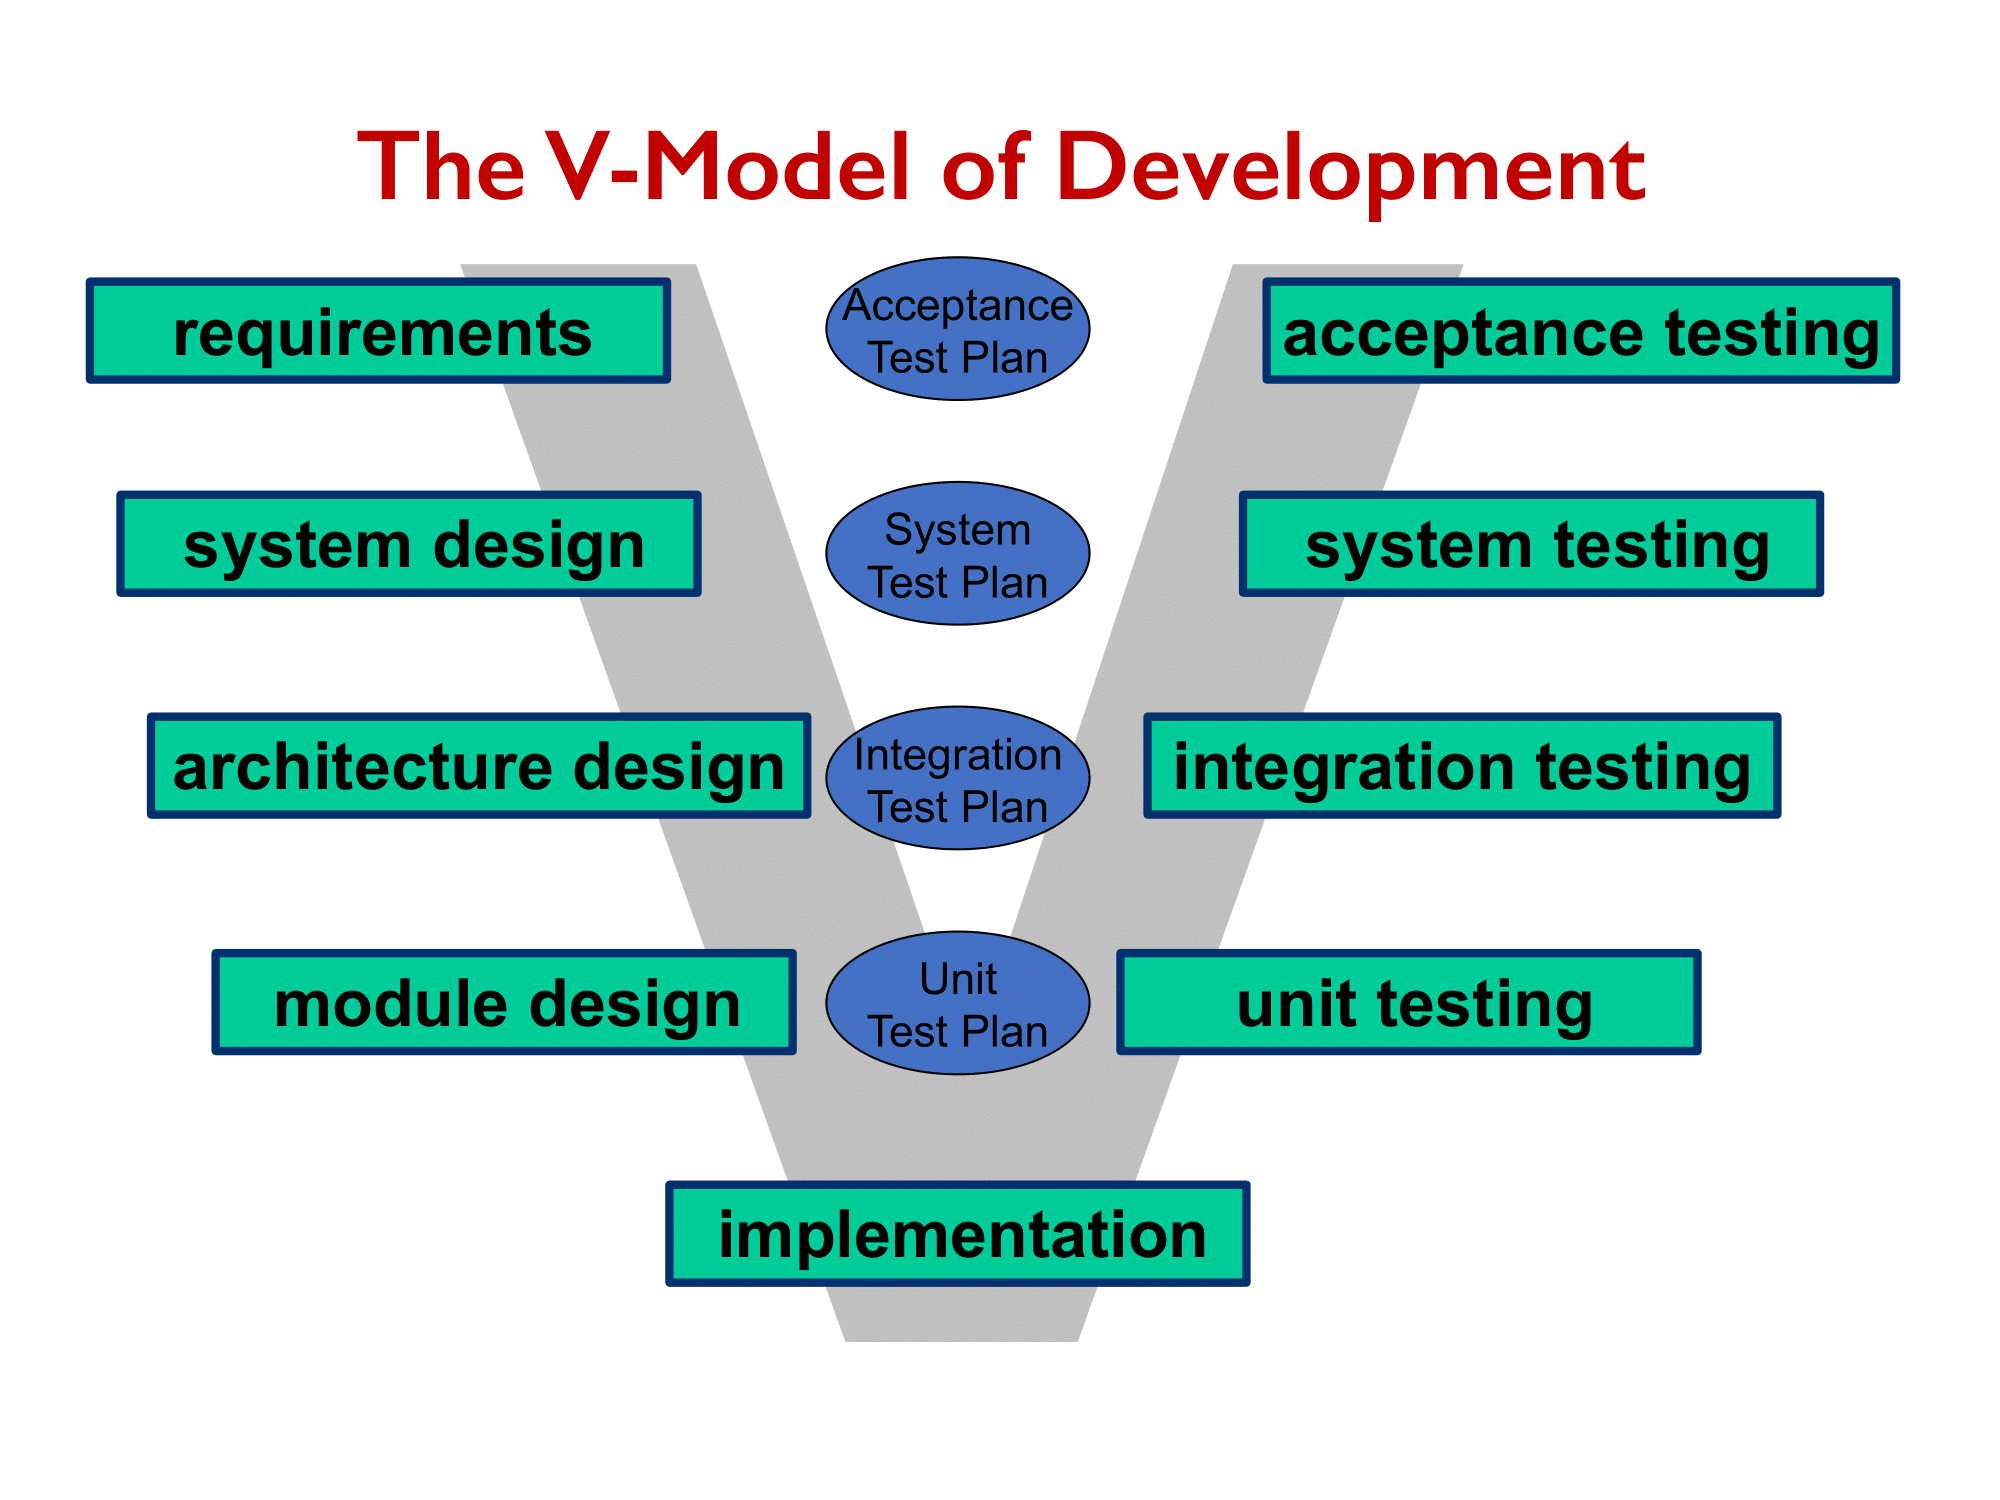 The V-Model of Development
requirements
Acceptance
Test Plan
acceptance testing
system design
System
Test Plan
system testing
architecture design
Integration
Test Plan
integration testing
module design
Unit
Test Plan
unit testing
implementation